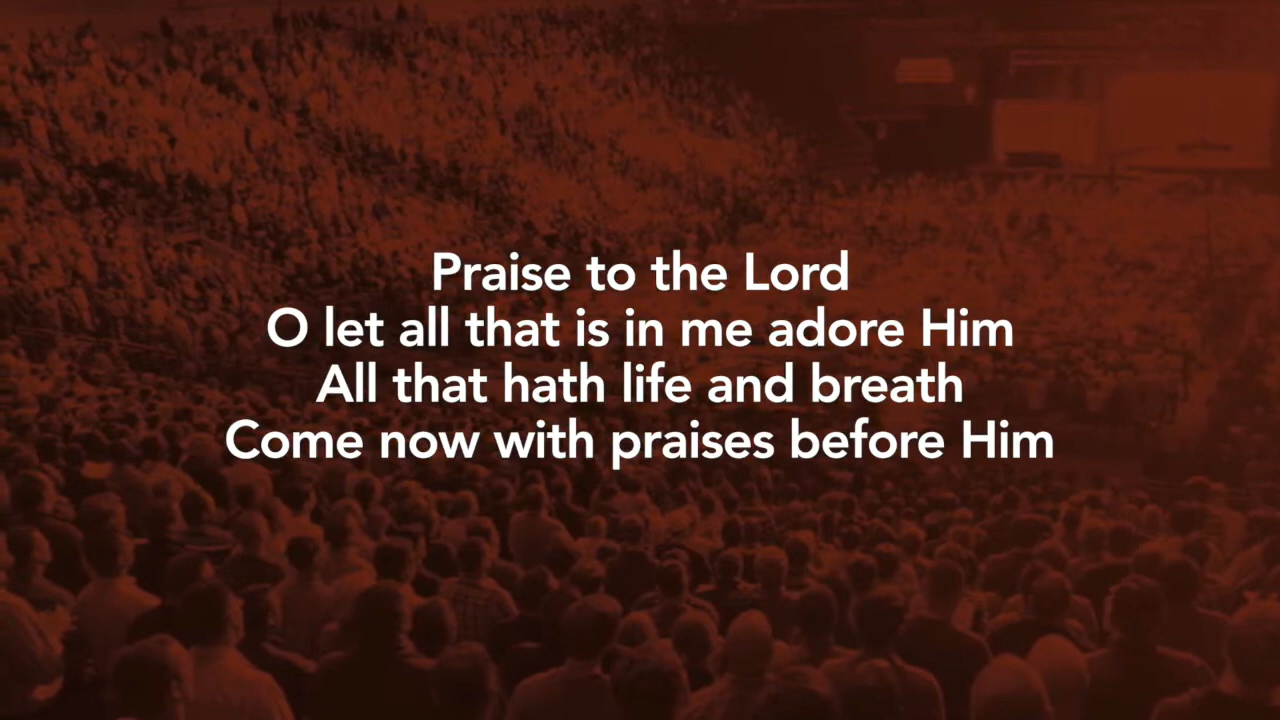 Praise to the Lord
O let all that is in me adore Him
All that hath life and breath
Come now with praises before Him